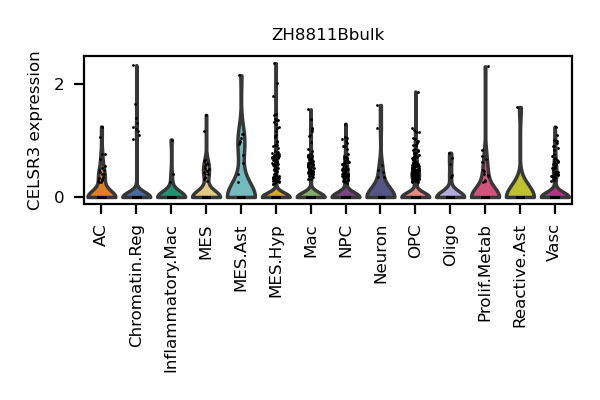 ZH8811Bbulk
CELSR3 expression
2
0
AC
Chromatin.Reg
Inflammatory.Mac
MES
MES.Ast
MES.Hyp
Mac
NPC
Neuron
OPC
Oligo
Prolif.Metab
Reactive.Ast
Vasc